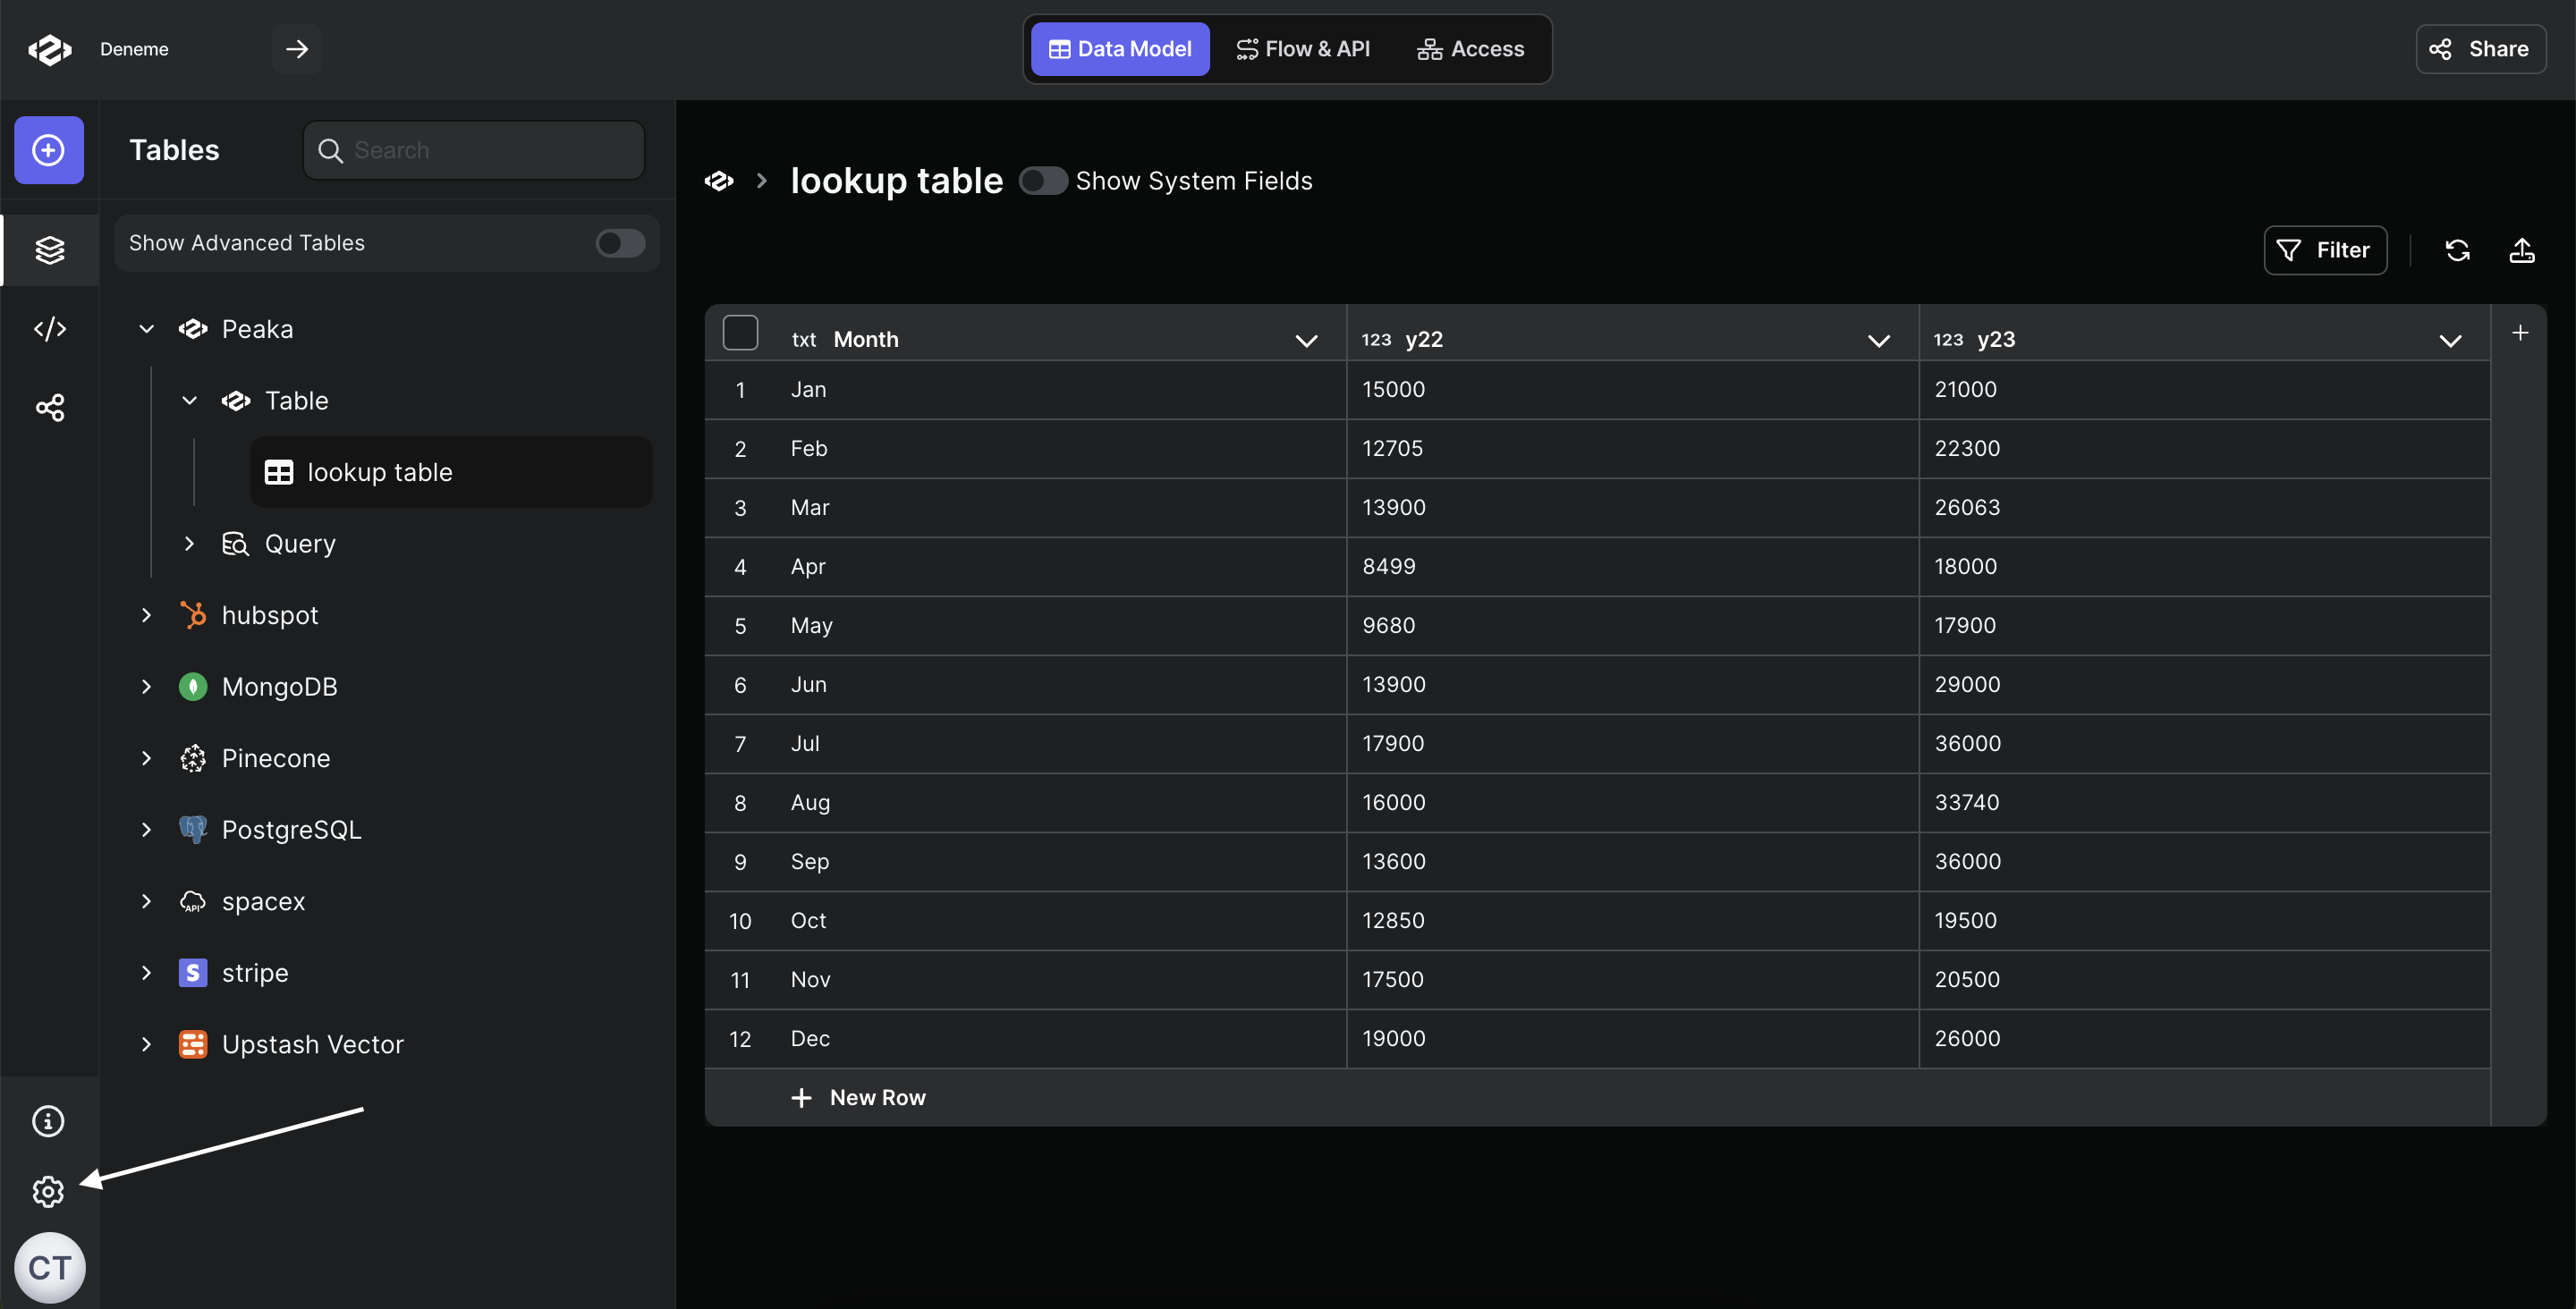 Deneme
Data Model
Flow & API
Access
Share
Tables
Search
Show Advanced Tables
Peaka
Table
lookup table
Query
hubspot
MongoDB
Pinecone
PostgreSQL
API
spacex
S
stripe
Upstash Vector
CT
lookup table
Show System Fields
Filter
txt Month 123 y22 123 y23
1 Jan 15000 21000
2 Feb 12705 22300
3 Mar 13900 26063
4 Apr 8499 18000
5 May 9680 17900
6 Jun 13900 29000
7 Jul 17900 36000
8 Aug 16000 33740
9 Sep 13600 36000
10 Oct 12850 19500
11 Nov 17500 20500
12 Dec 19000 26000
New Row